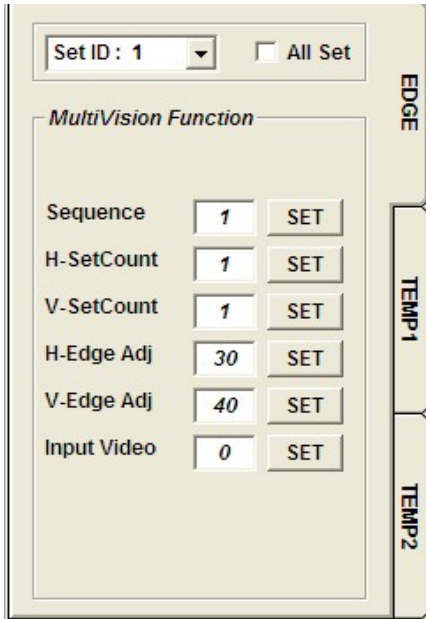 Set ID : 1 All Set
MultiVision Function
Sequence 1 SET
H-SetCount 1 SET
V-SetCount 1 SET
H-Edge Adj 30 SET
V-Edge Adj 40 SET
Input Video 0 SET
EDGE
TEMP1
TEMP2